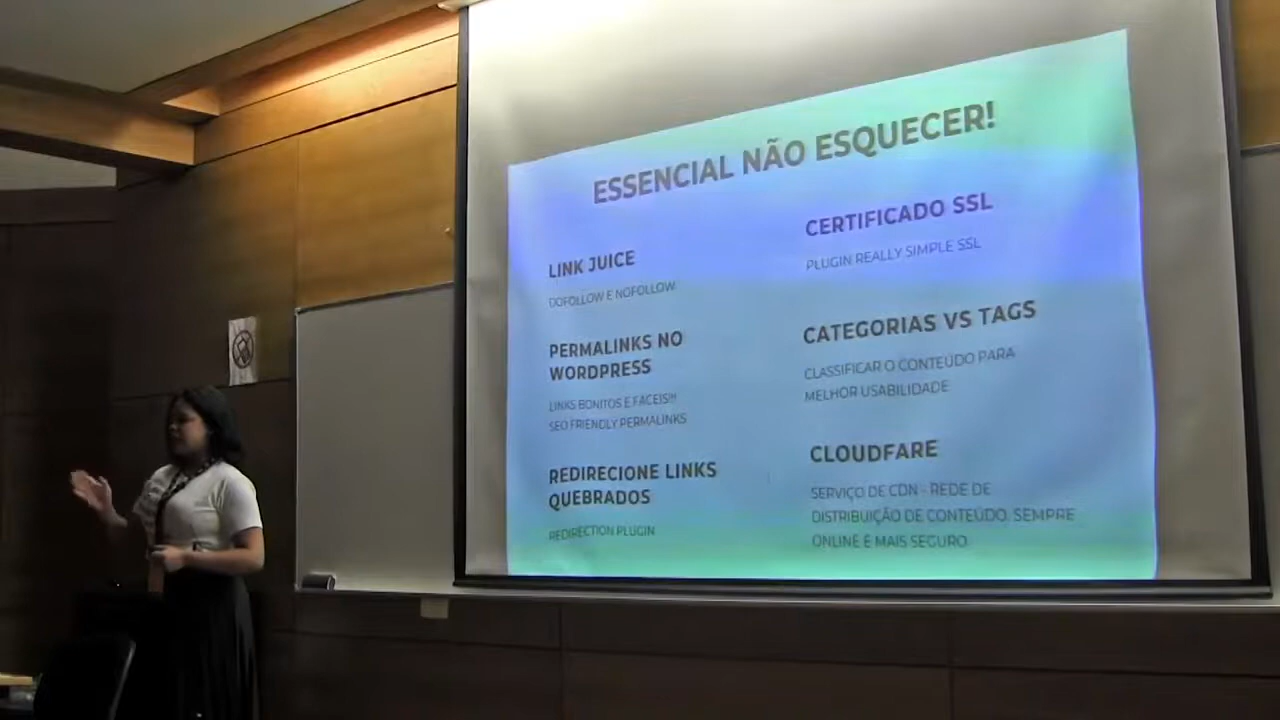 ESSENCIAL NÃO ESQUECER!
LINK JUICE
DOFOLLOW E NOFOLLOW
PERMALINKS NO
WORDPRESS
LINKS BONITOS E FACEIS!!!
SEO FRIENDLY PERMALINKS
REDIRECIONE LINKS
QUEBRADOS
REDIRECTION PLUGIN
CERTIFICADO SSL
PLUGIN REALLY SIMPLE SSL
CATEGORIAS VS TAGS
CLASSIFICAR O CONTEÚDO PARA
MELHOR USABILIDADE
CLOUDFARE
SERVIÇO DE CDN - REDE DE
DISTRIBUIÇÃO DE CONTEÚDO. SEMPRE
ONLINE E MAIS SEGURO.